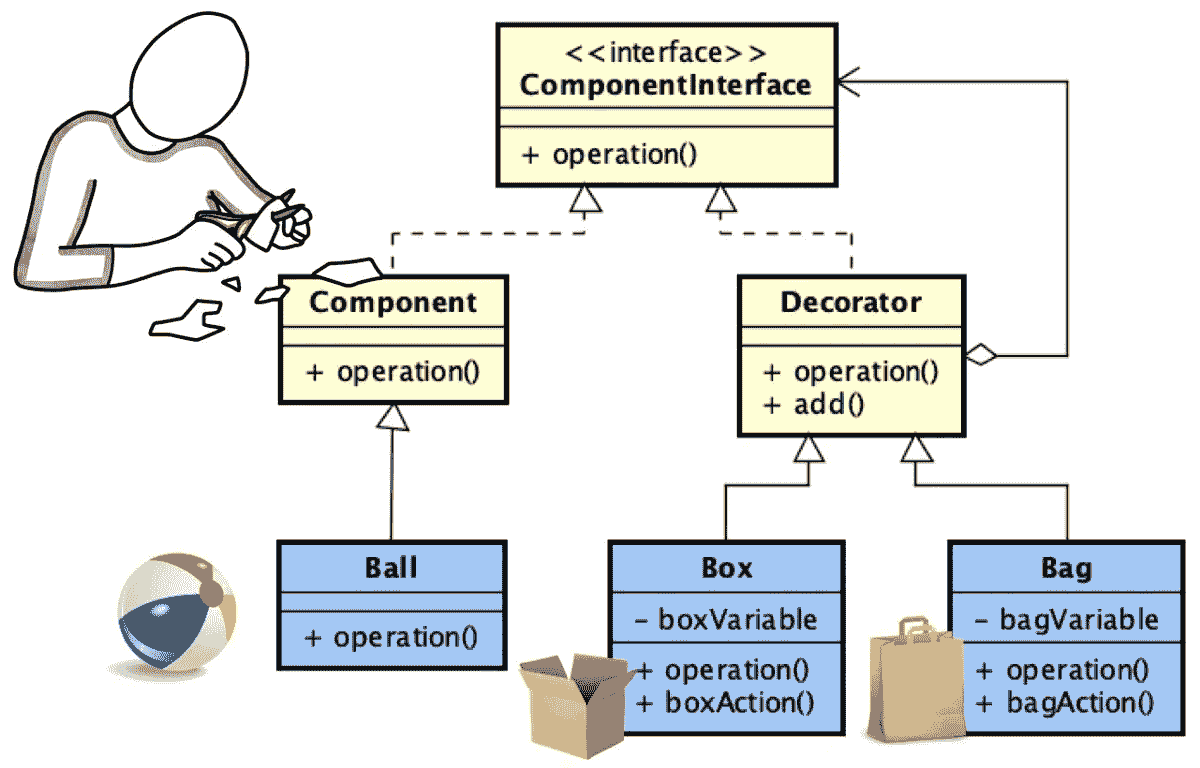 <<interface>>
ComponentInterface
+ operation()
Component
+ operation()
Decorator
+ operation()
+ add()
Ball
+ operation()
Box
- boxVariable
+ operation()
+ boxAction()
Bag
- bagVariable
+ operation()
+ bagAction()